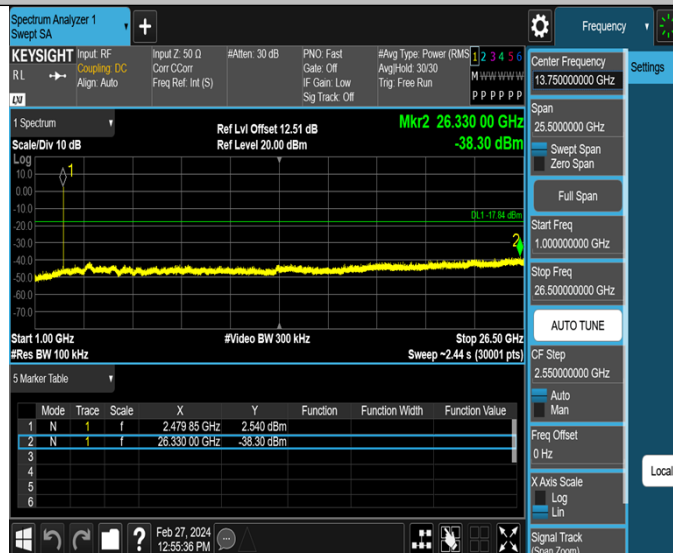 Spectrum Analyzer 1
Swept SA
Frequency
KEYSIGHT
RL
LXI
Input: RF
Coupling: DC
Align: Auto
Input Z: 50 Ω
Corr CCorr
Freq Ref: Int (S)
#Atten: 30 dB
PNO: Fast
Gate: Off
IF Gain: Low
Sig Track: Off
#Avg Type: Power (RMS
Avg|Hold: 30/30
Trig: Free Run
1 2 3 4 5 6
M W W W W W
P P P P P P
Center Frequency
13.750000000 GHz
Settings
1 Spectrum
Scale/Div 10 dB
Ref Lvl Offset 12.51 dB
Ref Level 20.00 dBm
Mkr2 26.330 00 GHz
-38.30 dBm
Span
25.5000000 GHz
Swept Span
Zero Span
Full Span
Start Freq
1.000000000 GHz
Stop Freq
26.500000000 GHz
AUTO TUNE
CF Step
2.550000000 GHz
Auto
Man
Freq Offset
0 Hz
X Axis Scale
Log
Lin
Signal Track
(Span Zoom)
Local
Log
10.0
0.00
-10.0
-20.0
-30.0
-40.0
-50.0
-60.0
-70.0
1
DL1 -17.84 dBm
2
Start 1.00 GHz
#Res BW 100 kHz
#Video BW 300 kHz
Stop 26.50 GHz
Sweep ~2.44 s (30001 pts)
5 Marker Table
Mode Trace Scale X Y Function Function Width Function Value
1 N 1 f 2.479 85 GHz 2.540 dBm
2 N 1 f 26.330 00 GHz -38.30 dBm
3
4
5
6
?
Feb 27, 2024
12:55:36 PM